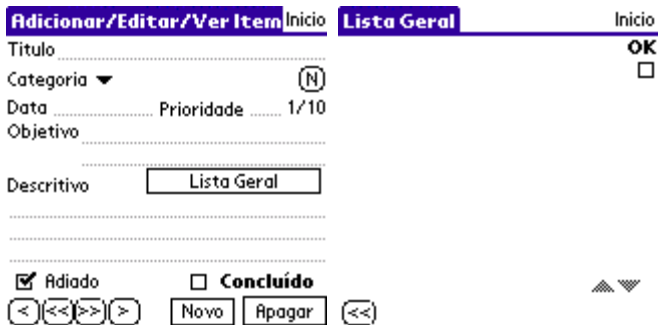 Adicionar/Editar/Ver Item Inicio
Titulo
Categoria N
Data Prioridade 1/10
Objetivo
Descritivo Lista Geral
Adiado Concluído
< << >> > Novo Apagar
Lista Geral Inicio
OK
<<